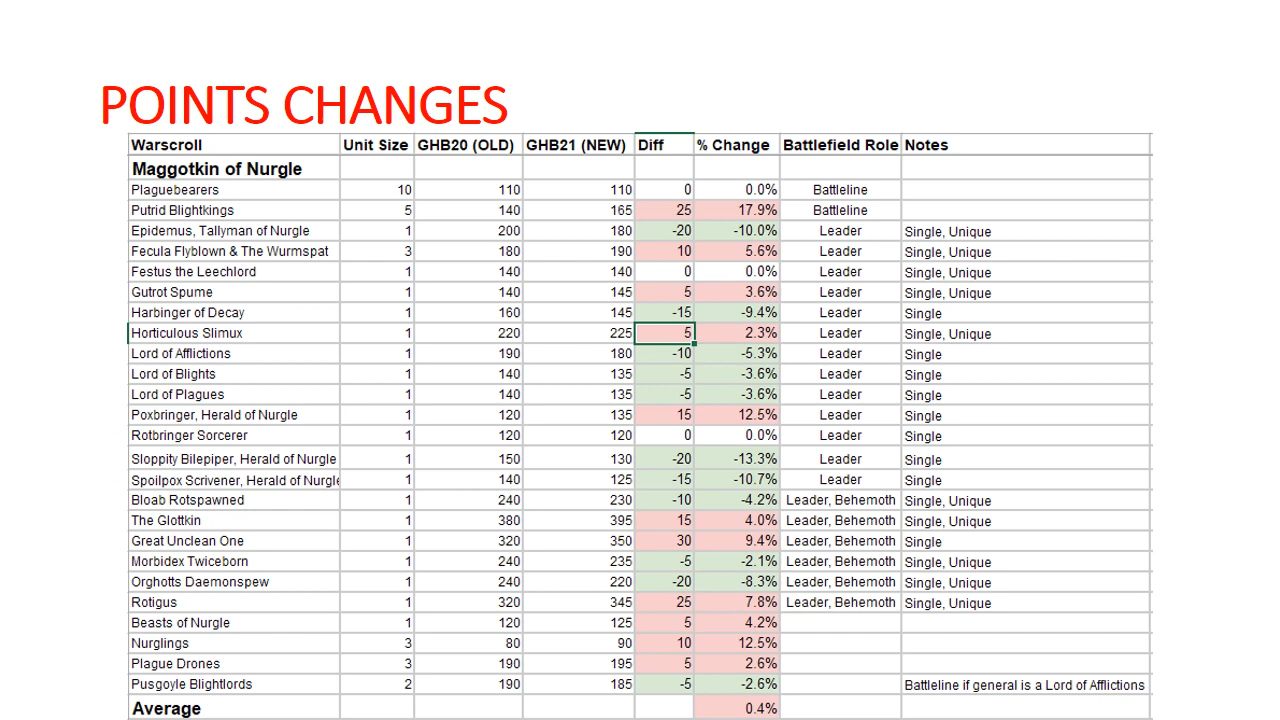 POINTS CHANGES
Warscroll Unit Size GHB20 (OLD) GHB21 (NEW) Diff % Change Battlefield Role Notes
Maggotkin of Nurgle
Plaguebearers 10 110 110 0 0.0% Battleline
Putrid Blightkings 5 140 165 25 17.9% Battleline
Epidemus, Tallyman of Nurgle 1 200 180 -20 -10.0% Leader Single, Unique
Fecula Flyblown & The Wurmspat 3 180 190 10 5.6% Leader Single, Unique
Festus the Leechlord 1 140 140 0 0.0% Leader Single, Unique
Gutrot Spume 1 140 145 5 3.6% Leader Single, Unique
Harbinger of Decay 1 160 145 -15 -9.4% Leader Single
Horticulous Slimux 1 220 225 5 2.3% Leader Single, Unique
Lord of Afflictions 1 190 180 -10 -5.3% Leader Single
Lord of Blights 1 140 135 -5 -3.6% Leader Single
Lord of Plagues 1 140 135 -5 -3.6% Leader Single
Poxbringer, Herald of Nurgle 1 120 135 15 12.5% Leader Single
Rotbringer Sorcerer 1 120 120 0 0.0% Leader Single
Sloppity Bilepiper, Herald of Nurgle 1 150 130 -20 -13.3% Leader Single
Spoilpox Scrivener, Herald of Nurgle 1 140 125 -15 -10.7% Leader Single
Bloab Rotspawned 1 240 230 -10 -4.2% Leader, Behemoth Single, Unique
The Glottkin 1 380 395 15 4.0% Leader, Behemoth Single, Unique
Great Unclean One 1 320 350 30 9.4% Leader, Behemoth Single
Morbidex Twiceborn 1 240 235 -5 -2.1% Leader, Behemoth Single, Unique
Orghotts Daemonspew 1 240 220 -20 -8.3% Leader, Behemoth Single, Unique
Rotigus 1 320 345 25 7.8% Leader, Behemoth Single, Unique
Beasts of Nurgle 1 120 125 5 4.2%
Nurglings 3 80 90 10 12.5%
Plague Drones 3 190 195 5 2.6%
Pusgoyle Blightlords 2 190 185 -5 -2.6% Battleline if general is a Lord of Afflictions
Average 0.4%